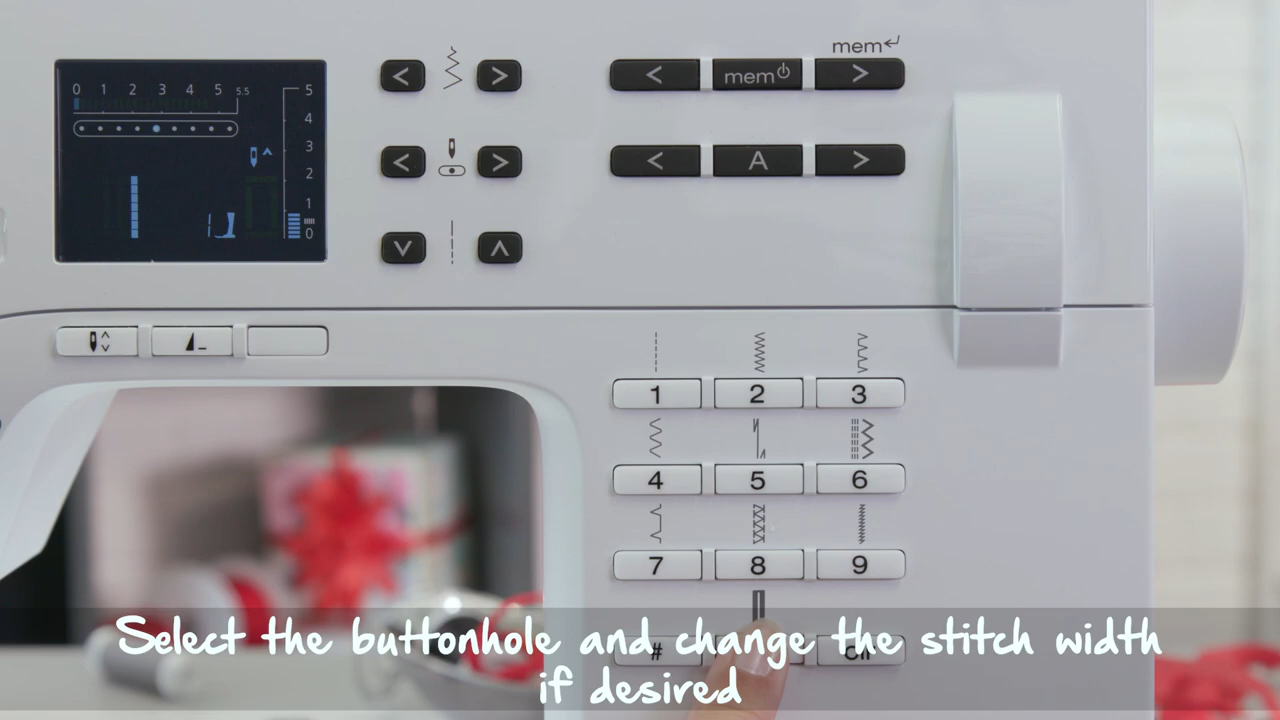 mem↵
0 1 2 3 4 5 5.5
5
4
3
2
1
0
mem
A
1 2 3
4 5 6
7 8 9
#
Select the buttonhole and change the stitch width
if desired